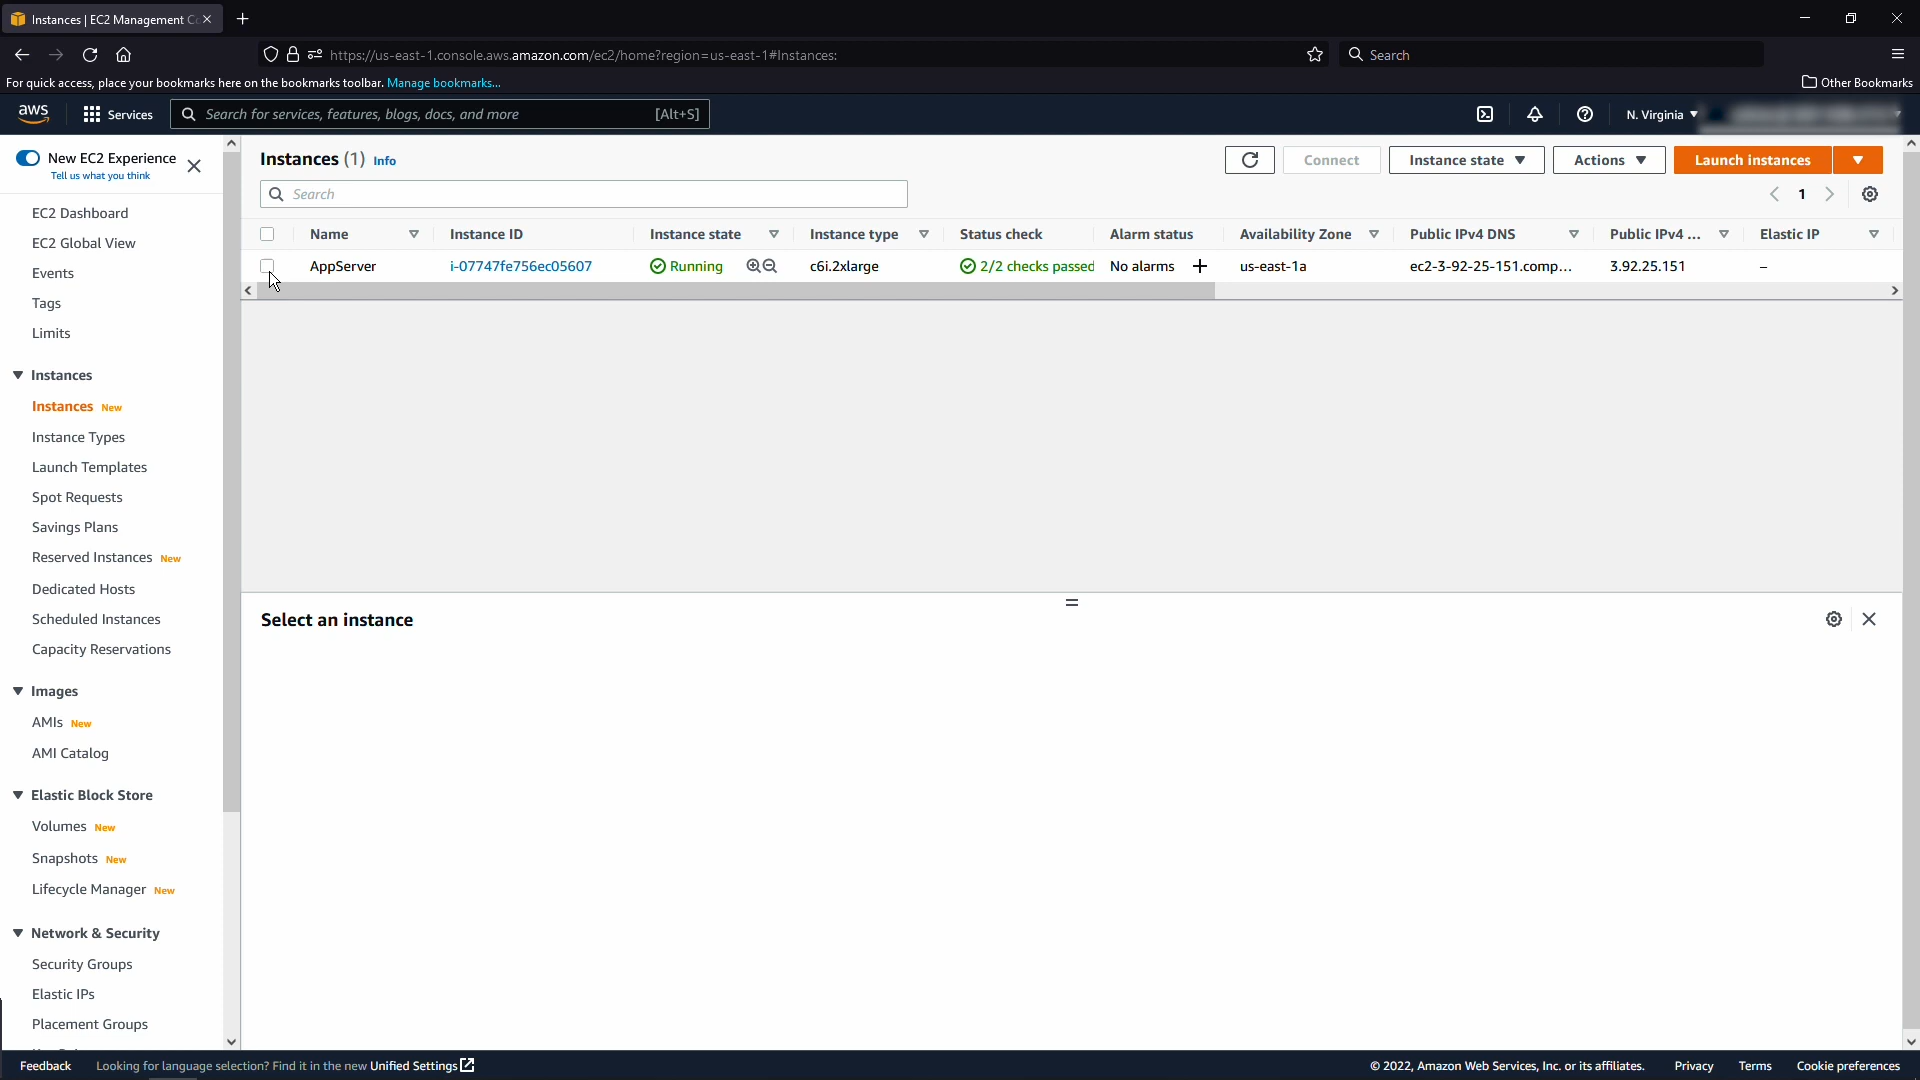 Instances | EC2 Management C
https://us-east-1.console.aws.amazon.com/ec2/home?region=us-east-1#Instances:
Search
For quick access, place your bookmarks here on the bookmarks toolbar. Manage bookmarks...
Other Bookmarks
aws
Services
Search for services, features, blogs, docs, and more
[Alt+S]
N. Virginia
New EC2 Experience
Tell us what you think
EC2 Dashboard
EC2 Global View
Events
Tags
Limits
Instances
Instances New
Instance Types
Launch Templates
Spot Requests
Savings Plans
Reserved Instances New
Dedicated Hosts
Scheduled Instances
Capacity Reservations
Images
AMIs New
AMI Catalog
Elastic Block Store
Volumes New
Snapshots New
Lifecycle Manager New
Network & Security
Security Groups
Elastic IPs
Placement Groups
Instances (1) Info
Connect
Instance state
Actions
Launch instances
Search
1
Name Instance ID Instance state Instance type Status check Alarm status Availability Zone Public IPv4 DNS Public IPv4 ... Elastic IP
AppServer i-07747fe756ec05607 Running c6i.2xlarge 2/2 checks passed No alarms + us-east-1a ec2-3-92-25-151.comp... 3.92.25.151 –
Select an instance
Feedback
Looking for language selection? Find it in the new Unified Settings
© 2022, Amazon Web Services, Inc. or its affiliates.
Privacy
Terms
Cookie preferences